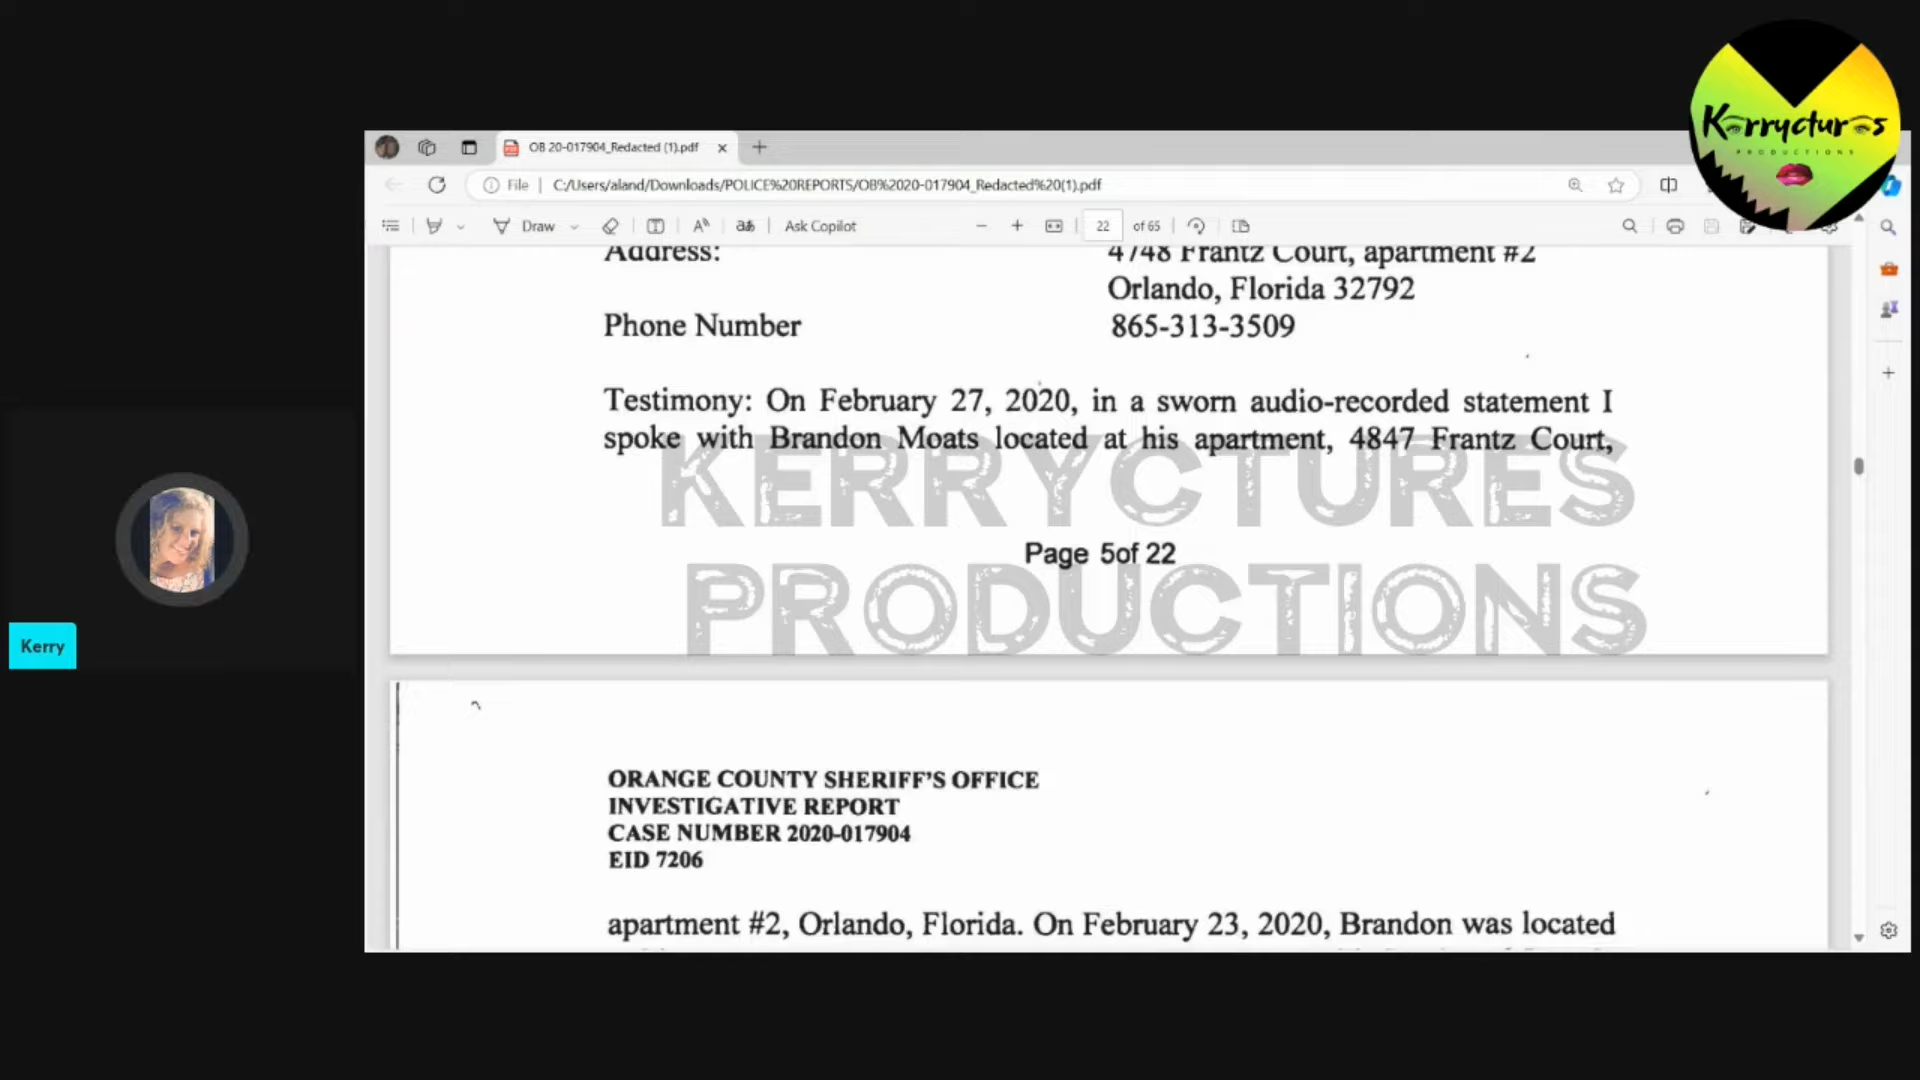 Kerryctures
PRODUCTIONS
OB 20-017904_Redacted (1).pdf
File
C:/Users/aland/Downloads/POLICE%20REPORTS/OB%2020-017904_Redacted%20(1).pdf
Draw
Ask Copilot
22
of 65
Address:
4748 Frantz Court, apartment #2
Orlando, Florida 32792
Phone Number
865-313-3509
Testimony: On February 27, 2020, in a sworn audio-recorded statement I
spoke with Brandon Moats located at his apartment, 4847 Frantz Court,
KERRYCTURES
Page 5of 22
PRODUCTIONS
Kerry
ORANGE COUNTY SHERIFF'S OFFICE
INVESTIGATIVE REPORT
CASE NUMBER 2020-017904
EID 7206
apartment #2, Orlando, Florida. On February 23, 2020, Brandon was located